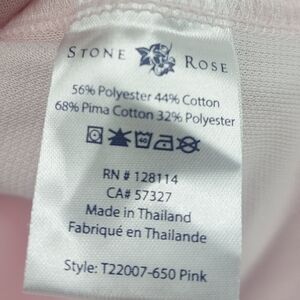 STONE ROSE
56% Polyester 44% Cotton
68% Pima Cotton 32% Polyester
RN # 128114
CA# 57327
Made in Thailand
Fabriqué en Thailande
Style: T22007-650 Pink